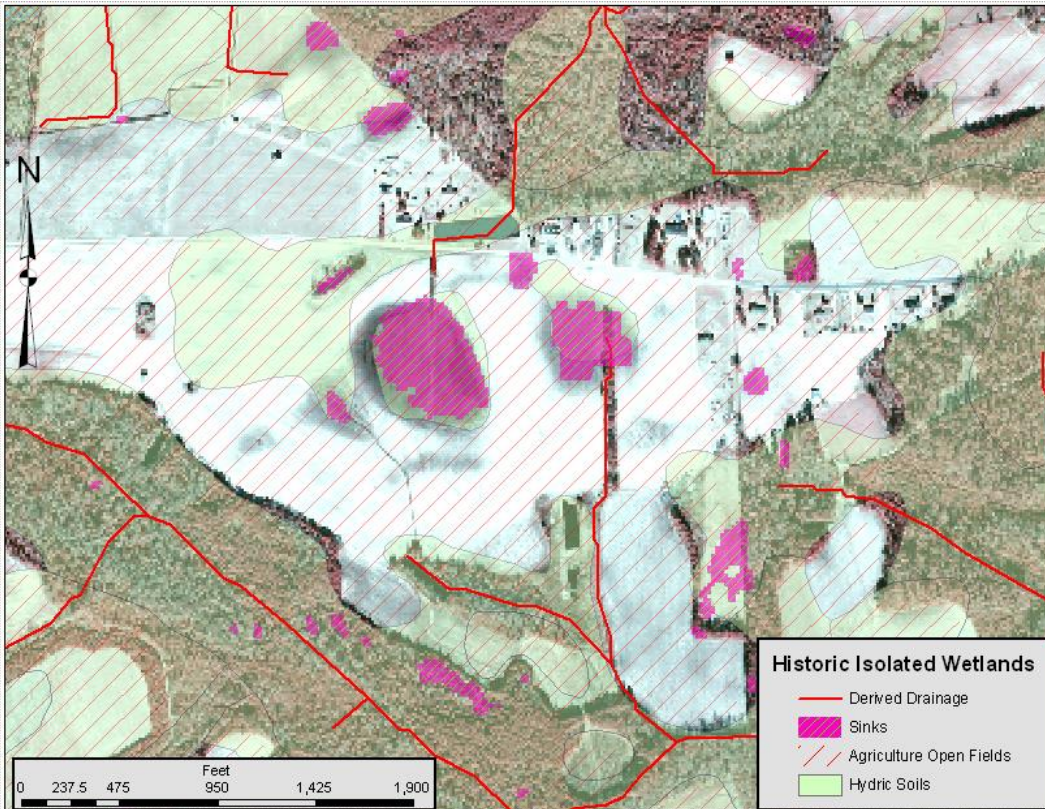 N
Historic Isolated Wetlands
Derived Drainage
Sinks
Agriculture Open Fields
Hydric Soils
Feet
0 237.5 475 950 1,425 1,900